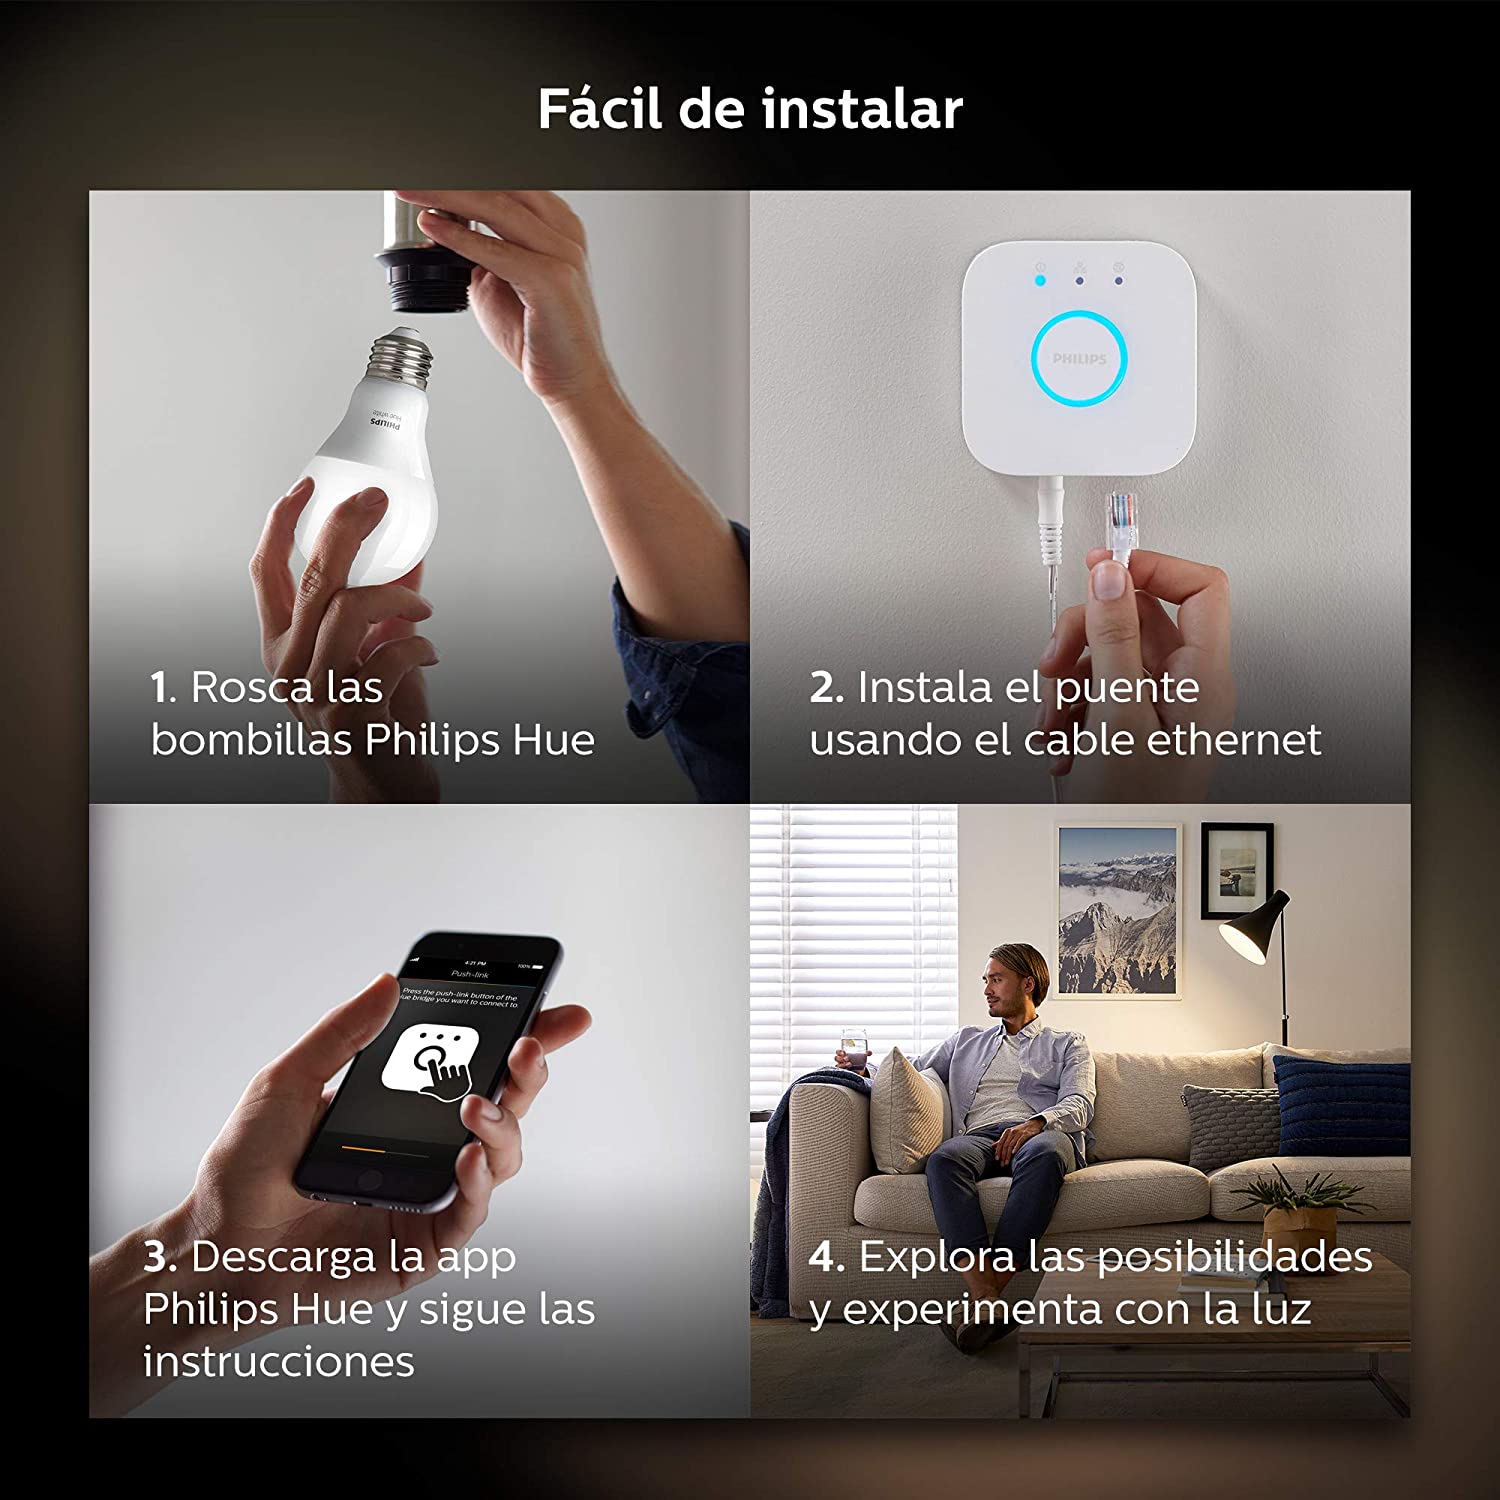 Fácil de instalar
PHILIPS
Hue white
1. Rosca las
bombillas Philips Hue
PHILIPS
2. Instala el puente
usando el cable ethernet
4:21 PM
100%
Push-link
Press the push-link button of the
ue bridge you want to connect to.
3. Descarga la app
Philips Hue y sigue las
instrucciones
4. Explora las posibilidades
y experimenta con la luz